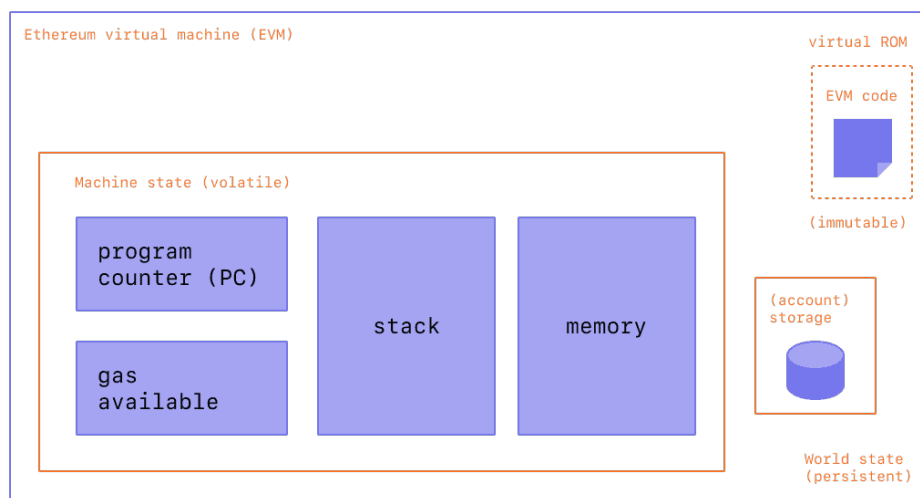 Ethereum virtual machine (EVM)
virtual ROM
EVM code
(immutable)
Machine state (volatile)
program
counter (PC)
gas
available
stack
memory
(account)
storage
World state
(persistent)